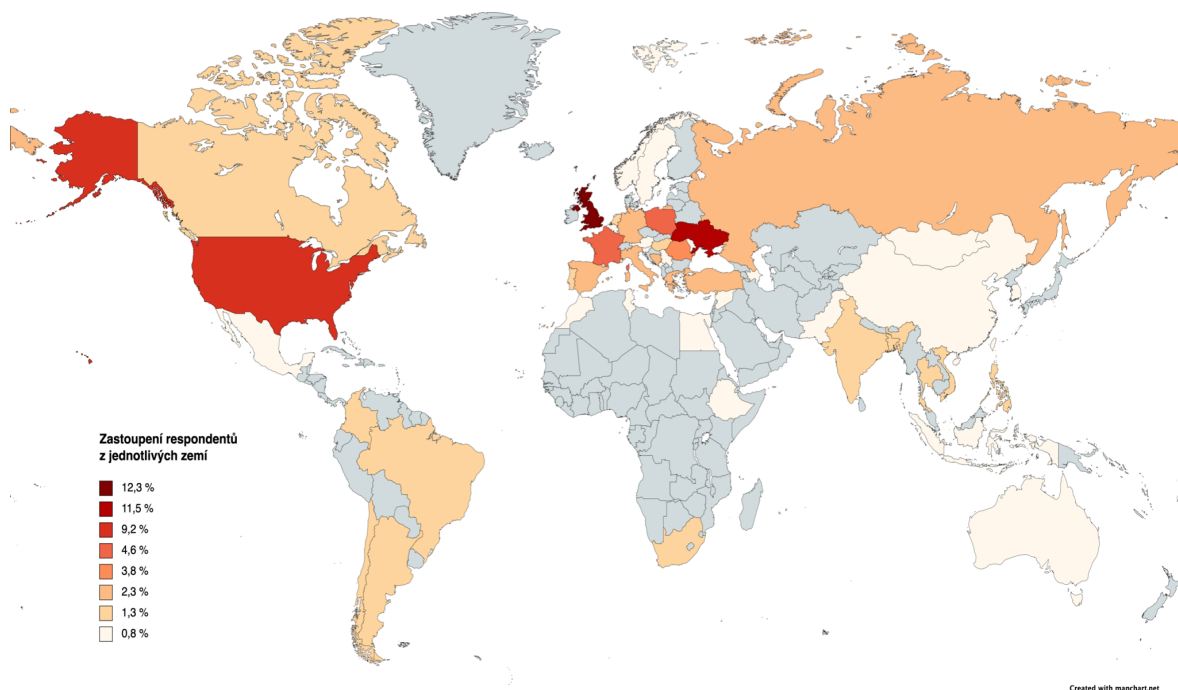 Zastoupení respondentů
z jednotlivých zemí
12,3 %
11,5 %
9,2 %
4,6 %
3,8 %
2,3 %
1,3 %
0,8 %
Created with mapchart.net